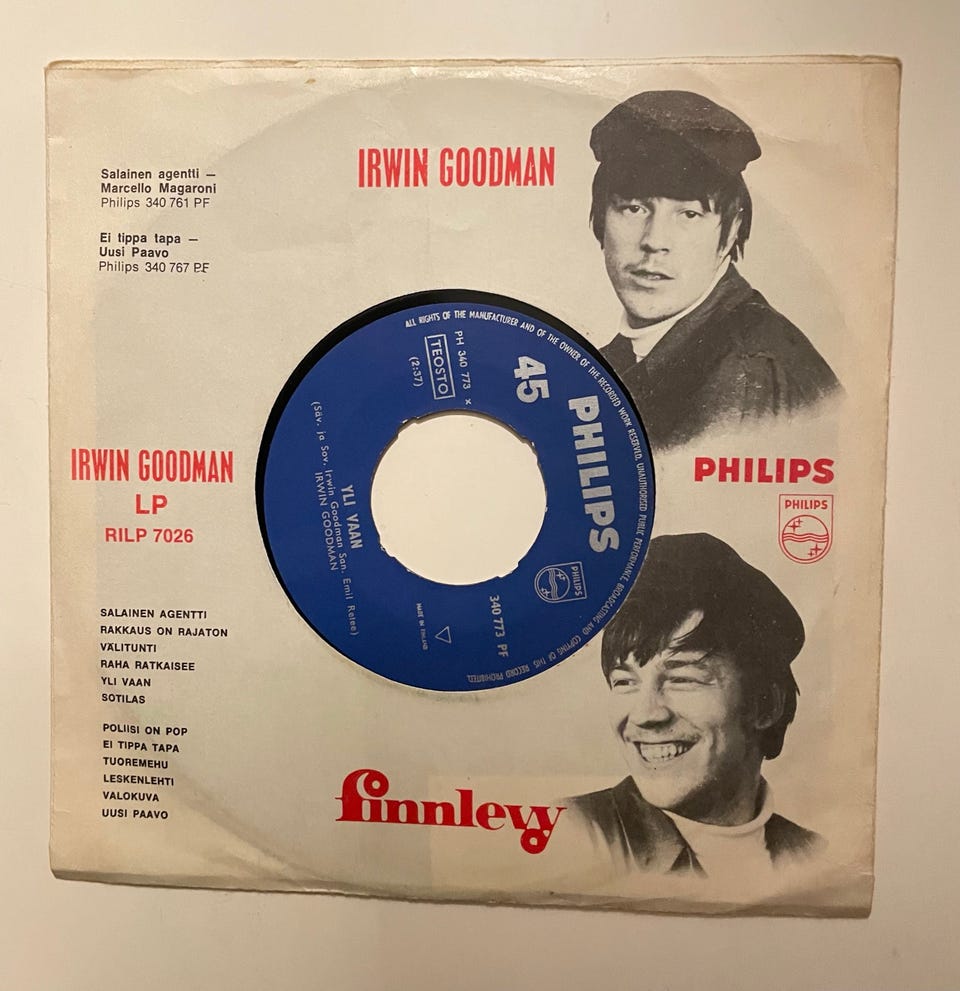 IRWIN GOODMAN
Salainen agentti —
Marcello Magaroni
Philips 340 761 PF
Ei tippa tapa —
Uusi Paavo
Philips 340 767 PF
ALL RIGHTS OF THE MANUFACTURER AND OF THE OWNER OF THE RECORDED WORK RESERVED. UNAUTHORISED PUBLIC PERFORMANCE, BROADCASTING AND COPYING OF THIS RECORD PROHIBITED.
PHILIPS
45
PHILIPS
340 773 PF
PH 340 773 x
TEOSTO
(2:37)
MADE IN FINLAND
YLI VAAN
(Säv. ja Sov. Irwin Goodman San. Emil Retee)
IRWIN GOODMAN
PHILIPS
PHILIPS
IRWIN GOODMAN
LP
RILP 7026
SALAINEN AGENTTI
RAKKAUS ON RAJATON
VÄLITUNTI
RAHA RATKAISEE
YLI VAAN
SOTILAS
POLIISI ON POP
EI TIPPA TAPA
TUOREMEHU
LESKENLEHTI
VALOKUVA
UUSI PAAVO
finnlevy